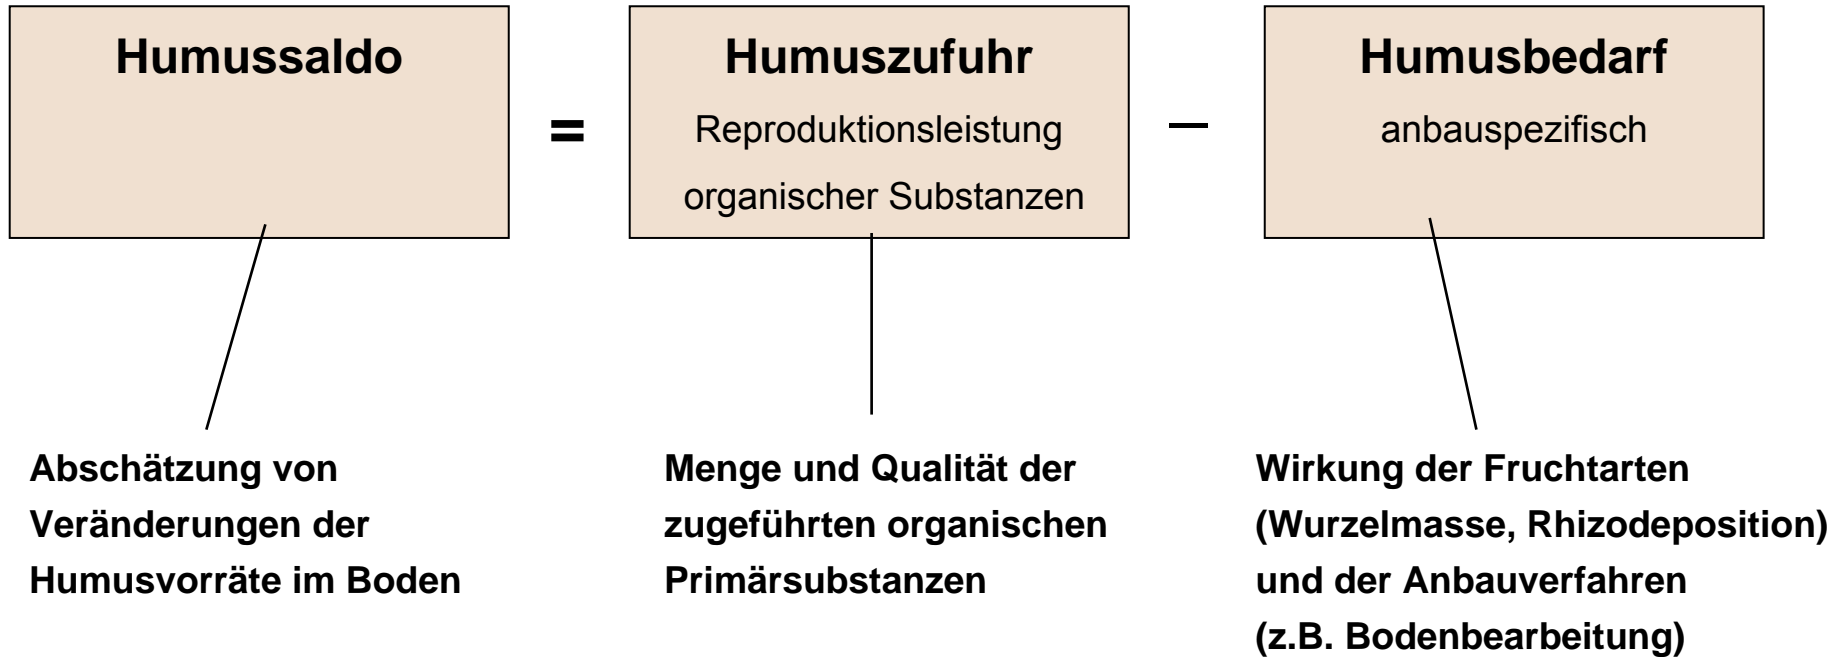 Humussaldo
=
Humuszufuhr
Reproduktionsleistung
organischer Substanzen
–
Humusbedarf
anbauspezifisch
Abschätzung von
Veränderungen der
Humusvorräte im Boden
Menge und Qualität der
zugeführten organischen
Primärsubstanzen
Wirkung der Fruchtarten
(Wurzelmasse, Rhizodeposition)
und der Anbauverfahren
(z.B. Bodenbearbeitung)